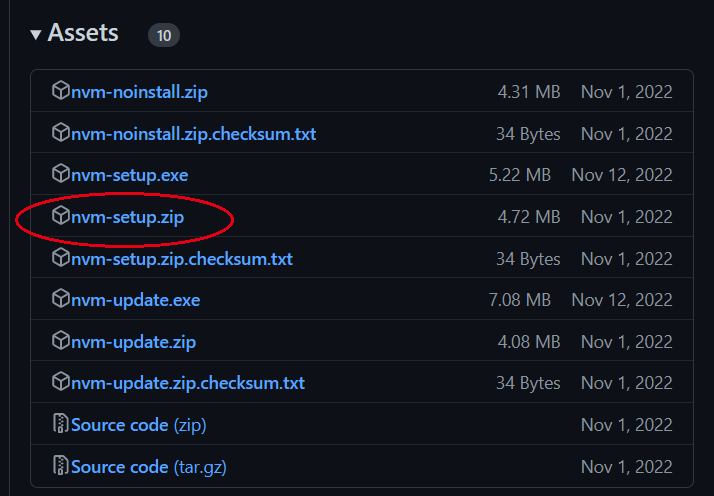 Assets 10
nvm-noinstall.zip 4.31 MB Nov 1, 2022
nvm-noinstall.zip.checksum.txt 34 Bytes Nov 1, 2022
nvm-setup.exe 5.22 MB Nov 12, 2022
nvm-setup.zip 4.72 MB Nov 1, 2022
nvm-setup.zip.checksum.txt 34 Bytes Nov 1, 2022
nvm-update.exe 7.08 MB Nov 12, 2022
nvm-update.zip 4.08 MB Nov 1, 2022
nvm-update.zip.checksum.txt 34 Bytes Nov 1, 2022
Source code (zip) Nov 1, 2022
Source code (tar.gz) Nov 1, 2022